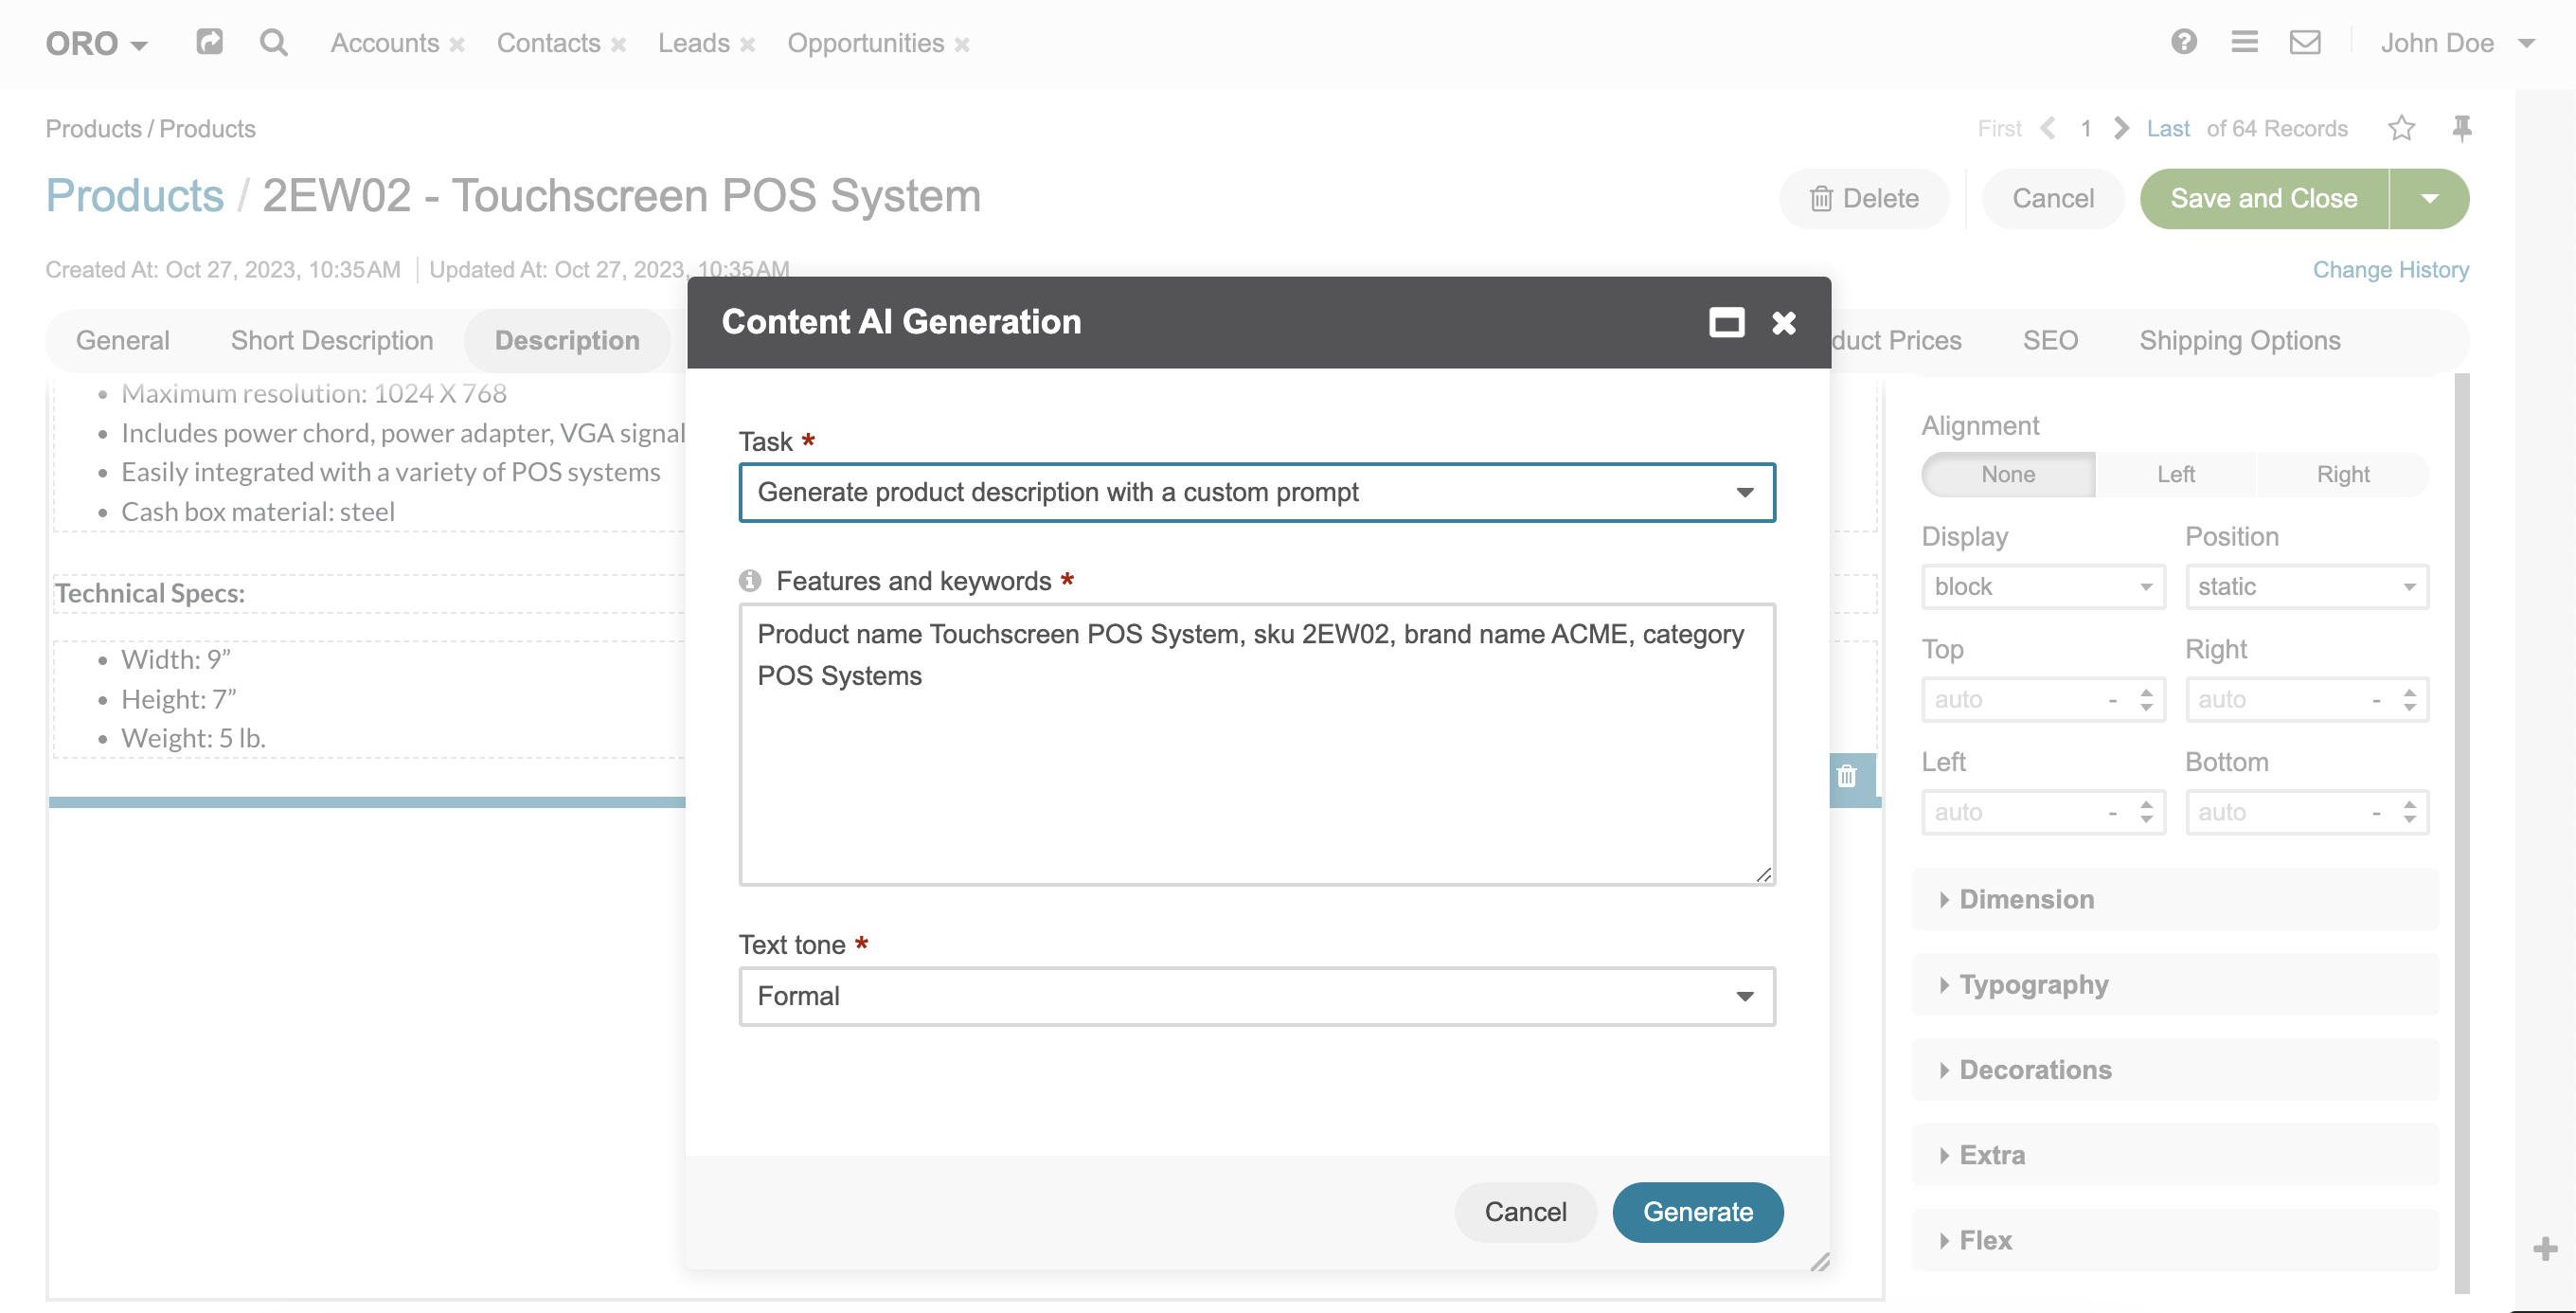 ORO Accounts Contacts Leads Opportunities John Doe
Products / Products First 1 Last of 64 Records
Products / 2EW02 - Touchscreen POS System Delete Cancel Save and Close
Created At: Oct 27, 2023, 10:35 AM Updated At: Oct 27, 2023, 10:35 AM Change History
General Short Description Description duct Prices SEO Shipping Options
Maximum resolution: 1024 X 768
Includes power chord, power adapter, VGA signal
Easily integrated with a variety of POS systems
Cash box material: steel
Technical Specs:
Width: 9”
Height: 7”
Weight: 5 lb.
Content AI Generation
Task *
Generate product description with a custom prompt
Features and keywords *
Product name Touchscreen POS System, sku 2EW02, brand name ACME, category
POS Systems
Text tone *
Formal
Cancel Generate
Alignment
None Left Right
Display Position
block static
Top Right
auto - auto -
Left Bottom
auto - auto -
Dimension
Typography
Decorations
Extra
Flex